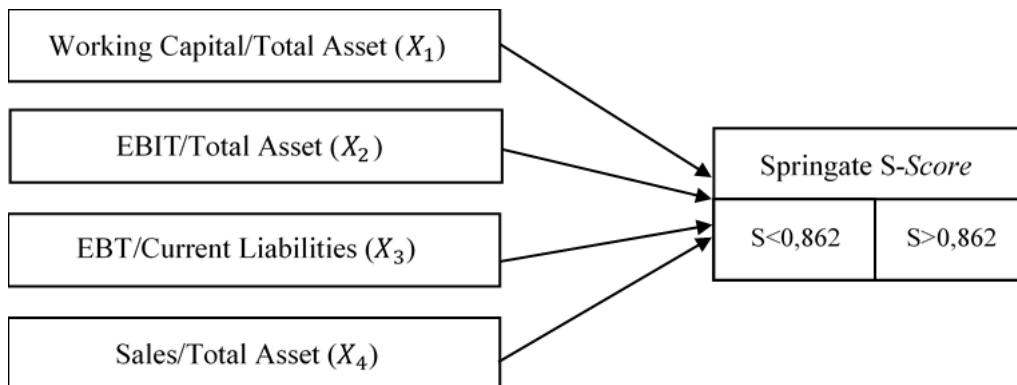 Working Capital/Total Asset (X₁)
EBIT/Total Asset (X₂)
EBT/Current Liabilities (X₃)
Sales/Total Asset (X₄)
Springate S-Score
S<0,862
S>0,862